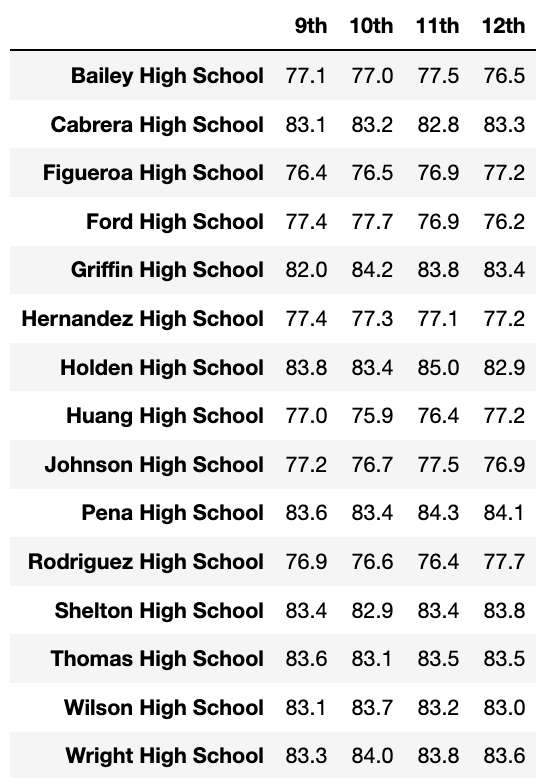 9th 10th 11th 12th
Bailey High School 77.1 77.0 77.5 76.5
Cabrera High School 83.1 83.2 82.8 83.3
Figueroa High School 76.4 76.5 76.9 77.2
Ford High School 77.4 77.7 76.9 76.2
Griffin High School 82.0 84.2 83.8 83.4
Hernandez High School 77.4 77.3 77.1 77.2
Holden High School 83.8 83.4 85.0 82.9
Huang High School 77.0 75.9 76.4 77.2
Johnson High School 77.2 76.7 77.5 76.9
Pena High School 83.6 83.4 84.3 84.1
Rodriguez High School 76.9 76.6 76.4 77.7
Shelton High School 83.4 82.9 83.4 83.8
Thomas High School 83.6 83.1 83.5 83.5
Wilson High School 83.1 83.7 83.2 83.0
Wright High School 83.3 84.0 83.8 83.6